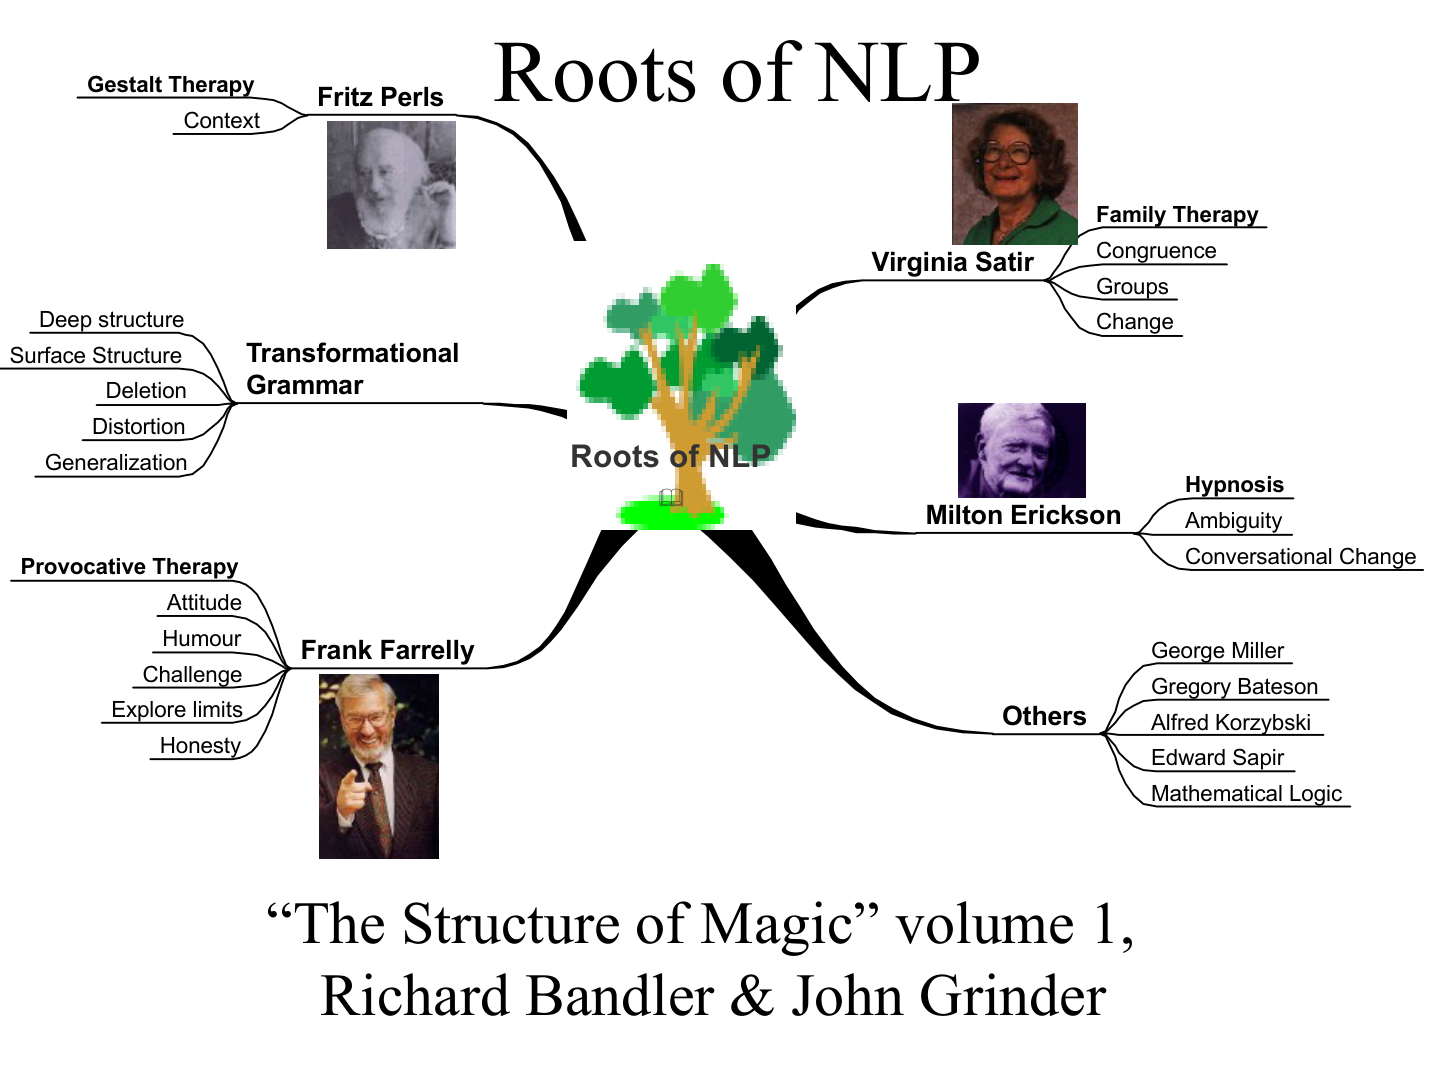 Roots of NLP
Gestalt Therapy
Context
Fritz Perls
Virginia Satir
Family Therapy
Congruence
Groups
Change
Deep structure
Surface Structure
Deletion
Distortion
Generalization
Transformational
Grammar
Roots of NLP
Milton Erickson
Hypnosis
Ambiguity
Conversational Change
Provocative Therapy
Attitude
Humour
Challenge
Explore limits
Honesty
Frank Farrelly
Others
George Miller
Gregory Bateson
Alfred Korzybski
Edward Sapir
Mathematical Logic
“The Structure of Magic” volume 1,
Richard Bandler & John Grinder